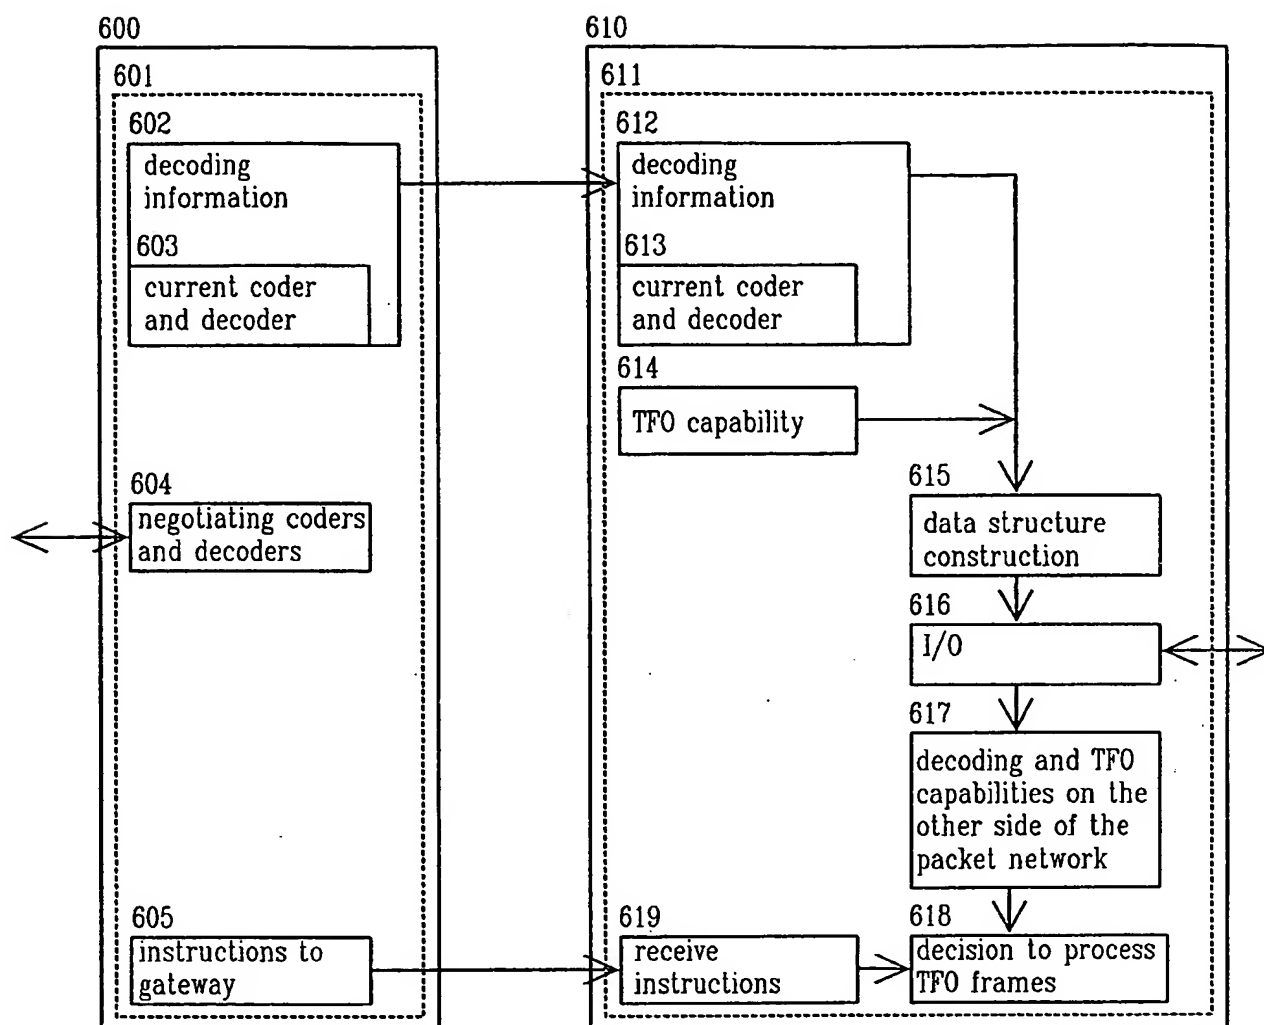 600
601
602
decoding
information
603
current coder
and decoder
604
negotiating coders
and decoders
605
instructions to
gateway
610
611
612
decoding
information
613
current coder
and decoder
614
TFO capability
615
data structure
construction
616
I/O
617
decoding and TFO
capabilities on the
other side of the
packet network
619
receive
instructions
618
decision to process
TFO frames